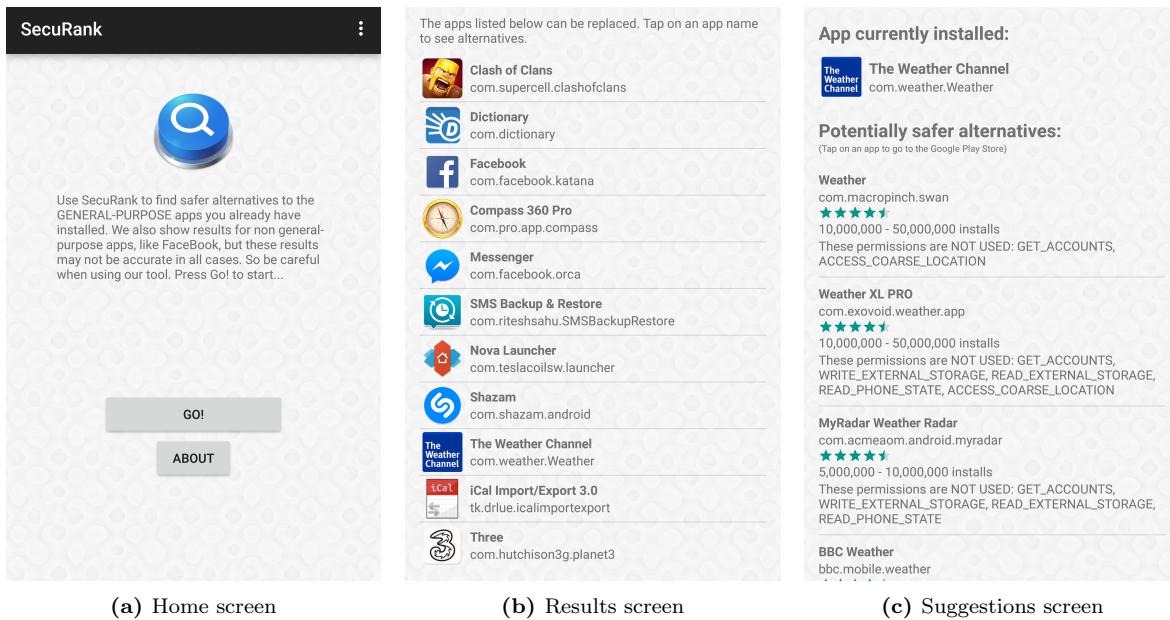 SecuRank
Use SecuRank to find safer alternatives to the
GENERAL-PURPOSE apps you already have
installed. We also show results for non general-
purpose apps, like FaceBook, but these results
may not be accurate in all cases. So be careful
when using our tool. Press Go! to start...
GO!
ABOUT
(a) Home screen
The apps listed below can be replaced. Tap on an app name
to see alternatives.
Clash of Clans
com.supercell.clashofclans
Dictionary
com.dictionary
Facebook
com.facebook.katana
Compass 360 Pro
com.pro.app.compass
Messenger
com.facebook.orca
SMS Backup & Restore
com.riteshsahu.SMSBackupRestore
Nova Launcher
com.teslacoilsw.launcher
Shazam
com.shazam.android
The
Weather
Channel
The Weather Channel
com.weather.Weather
iCal
iCal Import/Export 3.0
tk.drlue.icalimportexport
Three
com.hutchison3g.planet3
(b) Results screen
App currently installed:
The
Weather
Channel
The Weather Channel
com.weather.Weather
Potentially safer alternatives:
(Tap on an app to go to the Google Play Store)
Weather
com.macropinch.swan
10,000,000 - 50,000,000 installs
These permissions are NOT USED: GET_ACCOUNTS,
ACCESS_COARSE_LOCATION
Weather XL PRO
com.exovoid.weather.app
10,000,000 - 50,000,000 installs
These permissions are NOT USED: GET_ACCOUNTS,
WRITE_EXTERNAL_STORAGE, READ_EXTERNAL_STORAGE,
READ_PHONE_STATE, ACCESS_COARSE_LOCATION
MyRadar Weather Radar
com.acmeaom.android.myradar
5,000,000 - 10,000,000 installs
These permissions are NOT USED: GET_ACCOUNTS,
WRITE_EXTERNAL_STORAGE, READ_EXTERNAL_STORAGE,
READ_PHONE_STATE
BBC Weather
bbc.mobile.weather
(c) Suggestions screen